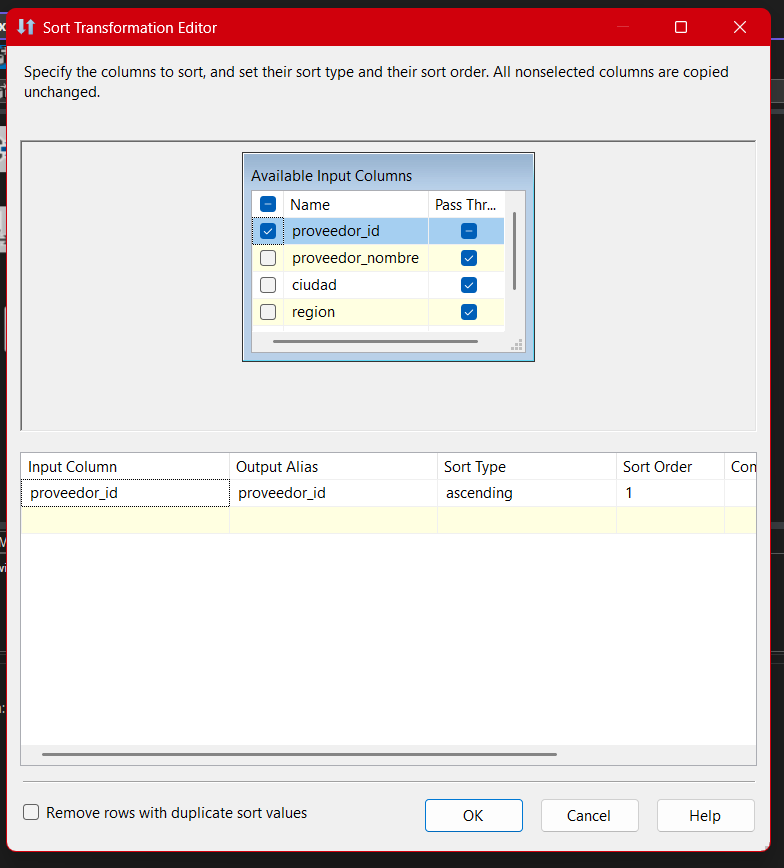 Sort Transformation Editor
Specify the columns to sort, and set their sort type and their sort order. All nonselected columns are copied
unchanged.
Available Input Columns
Name Pass Thr...
proveedor_id
proveedor_nombre
ciudad
region
Input Column Output Alias Sort Type Sort Order Con
proveedor_id proveedor_id ascending 1
Remove rows with duplicate sort values
OK Cancel Help